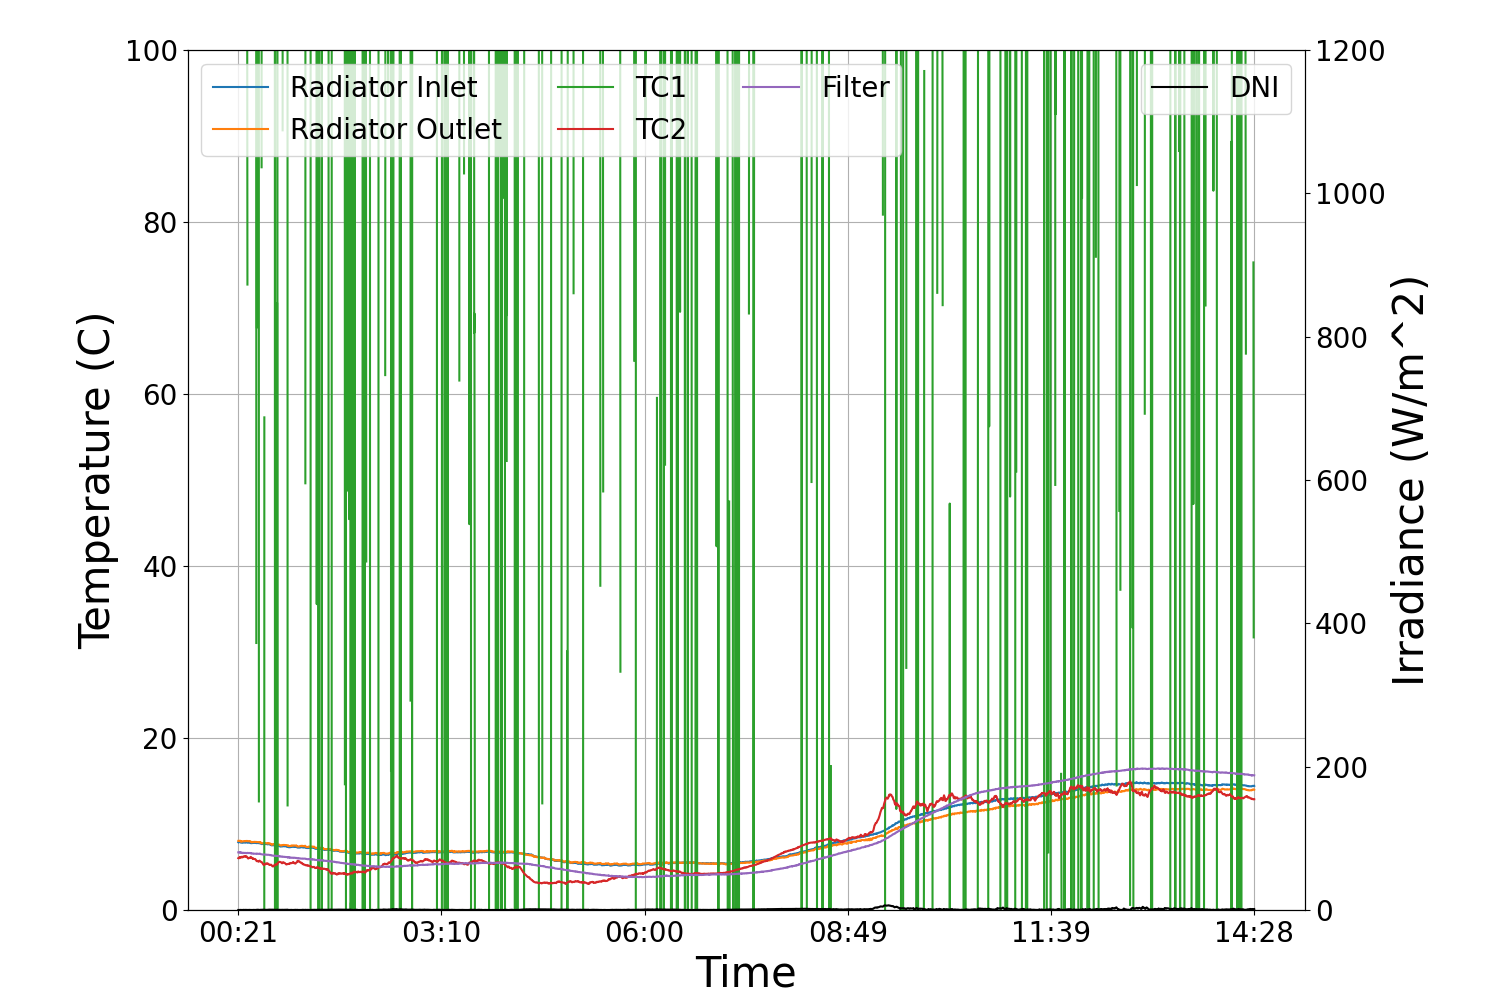 100
80
60
40
20
0
Temperature (C)
Radiator Inlet
Radiator Outlet
TC1
TC2
Filter
DNI
1200
1000
800
600
400
200
0
Irradiance (W/m^2)
00:21
03:10
06:00
08:49
11:39
14:28
Time